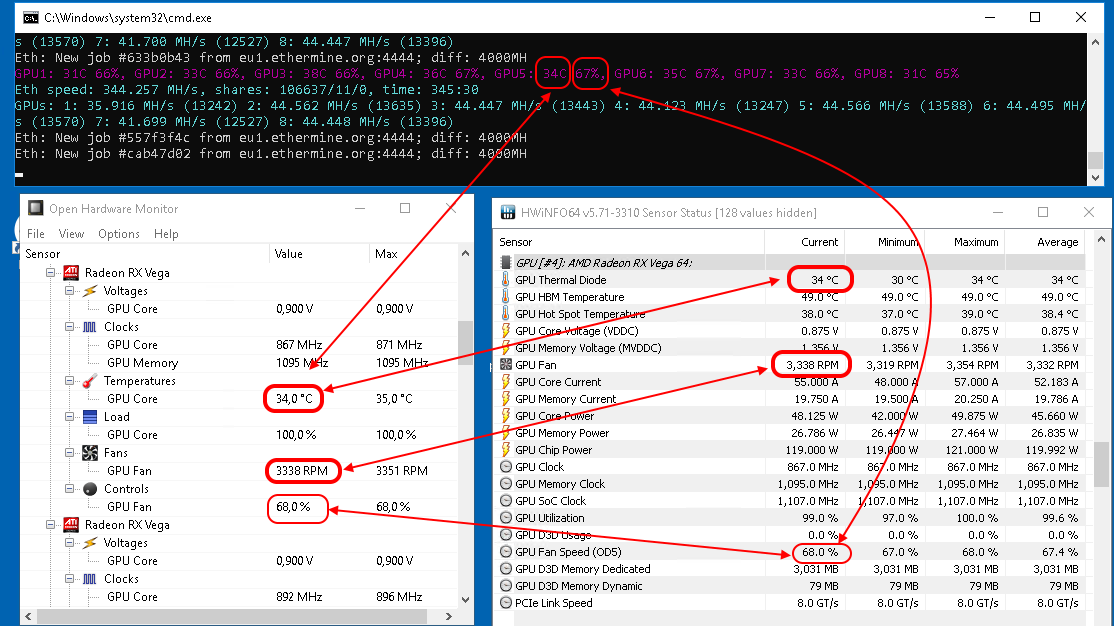 C:\Windows\system32\cmd.exe
s (13570) 7: 41.700 MH/s (12527) 8: 44.447 MH/s (13396)
Eth: New job #633b0b43 from eu1.ethermine.org:4444; diff: 4000MH
GPU1: 31C 66%, GPU2: 33C 66%, GPU3: 38C 66%, GPU4: 36C 67%, GPU5: 34C 67%, GPU6: 35C 67%, GPU7: 33C 66%, GPU8: 31C 65%
Eth speed: 344.257 MH/s, shares: 106637/11/0, time: 345:30
GPUs: 1: 35.916 MH/s (13242) 2: 44.562 MH/s (13635) 3: 44.447 MH/s (13443) 4: 44.123 MH/s (13247) 5: 44.566 MH/s (13588) 6: 44.495 MH/
s (13570) 7: 41.699 MH/s (12527) 8: 44.448 MH/s (13396)
Eth: New job #557f3f4c from eu1.ethermine.org:4444; diff: 4000MH
Eth: New job #cab47d02 from eu1.ethermine.org:4444; diff: 4000MH
Open Hardware Monitor
File View Options Help
Sensor Value Max
Radeon RX Vega
Voltages
GPU Core 0,900 V 0,900 V
Clocks
GPU Core 867 MHz 871 MHz
GPU Memory 1095 MHz 1095 MHz
Temperatures
GPU Core 34,0 °C 35,0 °C
Load
GPU Core 100,0 % 100,0 %
Fans
GPU Fan 3338 RPM 3351 RPM
Controls
GPU Fan 68,0 % 68,0 %
Radeon RX Vega
Voltages
GPU Core 0,900 V 0,900 V
Clocks
GPU Core 892 MHz 896 MHz
HWiNFO64 v5.71-3310 Sensor Status [128 values hidden]
Sensor Current Minimum Maximum Average
GPU [#4]: AMD Radeon RX Vega 64:
GPU Thermal Diode 34 °C 30 °C 34 °C 34 °C
GPU HBM Temperature 49.0 °C 49.0 °C 49.0 °C 49.0 °C
GPU Hot Spot Temperature 38.0 °C 37.0 °C 39.0 °C 38.4 °C
GPU Core Voltage (VDDC) 0.875 V 0.875 V 0.875 V 0.875 V
GPU Memory Voltage (MVDDC) 1.356 V 1.356 V 1.356 V 1.356 V
GPU Fan 3,338 RPM 3,319 RPM 3,354 RPM 3,332 RPM
GPU Core Current 55.000 A 48.000 A 57.000 A 52.183 A
GPU Memory Current 19.750 A 19.500 A 20.250 A 19.786 A
GPU Core Power 48.125 W 42.000 W 49.875 W 45.660 W
GPU Memory Power 26.786 W 26.447 W 27.464 W 26.835 W
GPU Chip Power 119.000 W 119.000 W 121.000 W 119.992 W
GPU Clock 867.0 MHz 867.0 MHz 867.0 MHz 867.0 MHz
GPU Memory Clock 1,095.0 MHz 1,095.0 MHz 1,095.0 MHz 1,095.0 MHz
GPU SoC Clock 1,107.0 MHz 1,107.0 MHz 1,107.0 MHz 1,107.0 MHz
GPU Utilization 99.0 % 97.0 % 100.0 % 99.6 %
GPU D3D Usage 0.0 % 0.0 % 0.0 % 0.0 %
GPU Fan Speed (OD5) 68.0 % 67.0 % 68.0 % 67.4 %
GPU D3D Memory Dedicated 3,031 MB 3,031 MB 3,031 MB 3,031 MB
GPU D3D Memory Dynamic 79 MB 79 MB 79 MB 79 MB
PCIe Link Speed 8.0 GT/s 8.0 GT/s 8.0 GT/s 8.0 GT/s